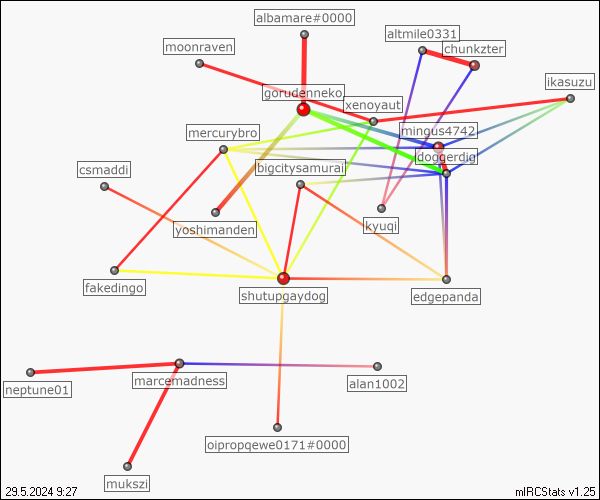 albamare#0000
altmile0331
moonraven
chunkzter
ikasuzu
gorudenneko
xenoyaut
mercurybro
mingus4742
doggerdig
csmaddi
bigcitysamurai
yoshimanden
kyuqi
fakedingo
shutupgaydog
edgepanda
neptune01
marcemadness
alan1002
oipropqewe0171#0000
mukszi
29.5.2024 9:27
mIRCStats v1.25